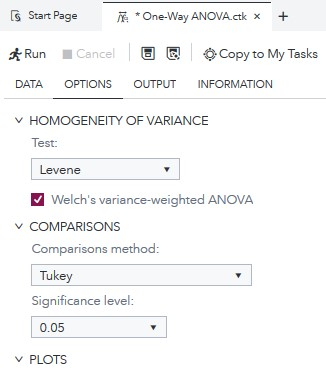 Start Page
* One-Way ANOVA.ctk × +
Run Cancel Copy to My Tasks
DATA OPTIONS OUTPUT INFORMATION
HOMOGENEITY OF VARIANCE
Test:
Levene
Welch's variance-weighted ANOVA
COMPARISONS
Comparisons method:
Tukey
Significance level:
0.05
PLOTS